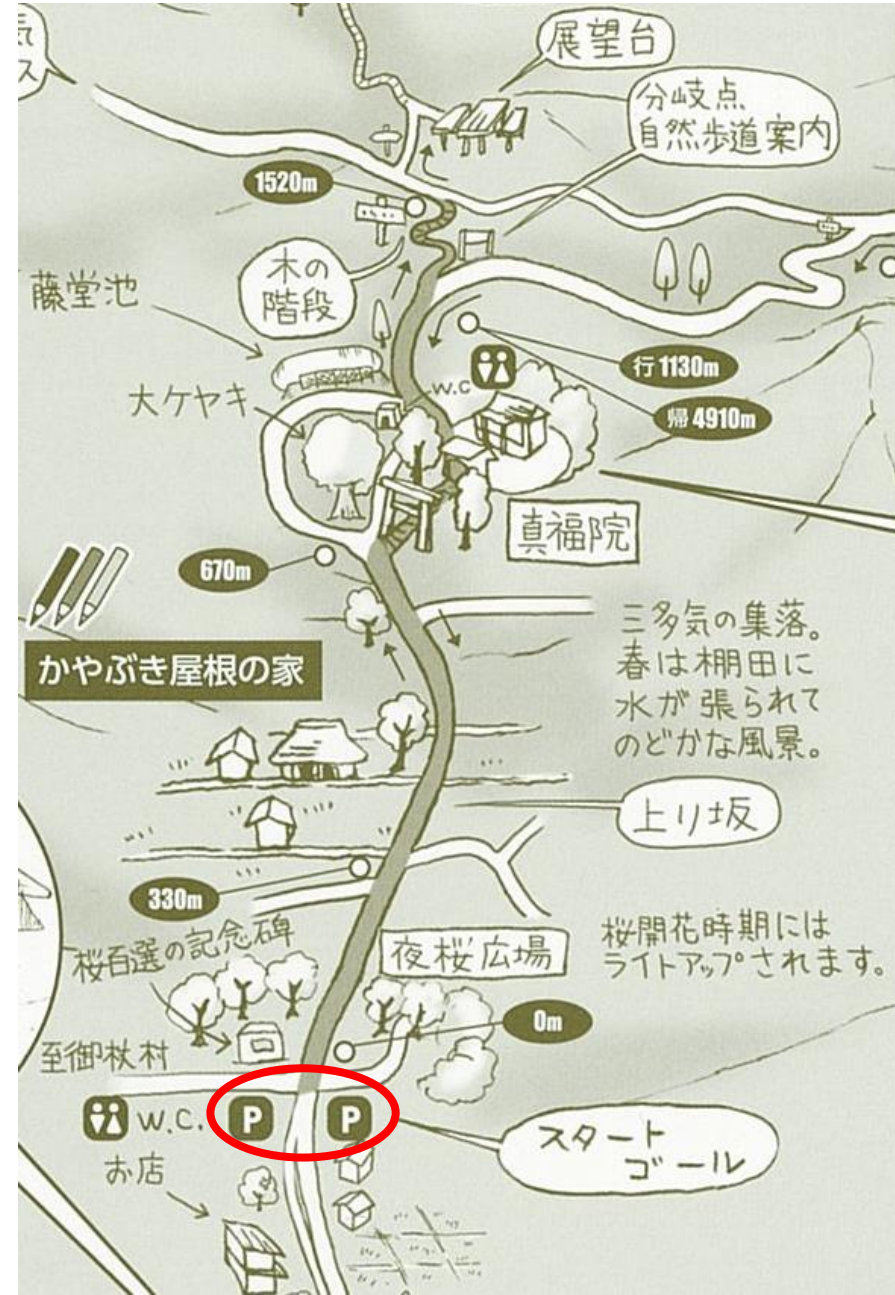 気
ス
展望台
分岐点
自然歩道案内
1520m
木の
階段
藤堂池
大ケヤキ
W.C
行1130m
帰4910m
真福院
670m
かやぶき屋根の家
三多気の集落。
春は棚田に
水が張られて
のどかな風景。
上り坂
330m
桜百選の記念碑
夜桜広場
桜開花時期には
ライトアップされます。
0m
至御杖村
W.C.
P
P
お店
スタート
ゴール